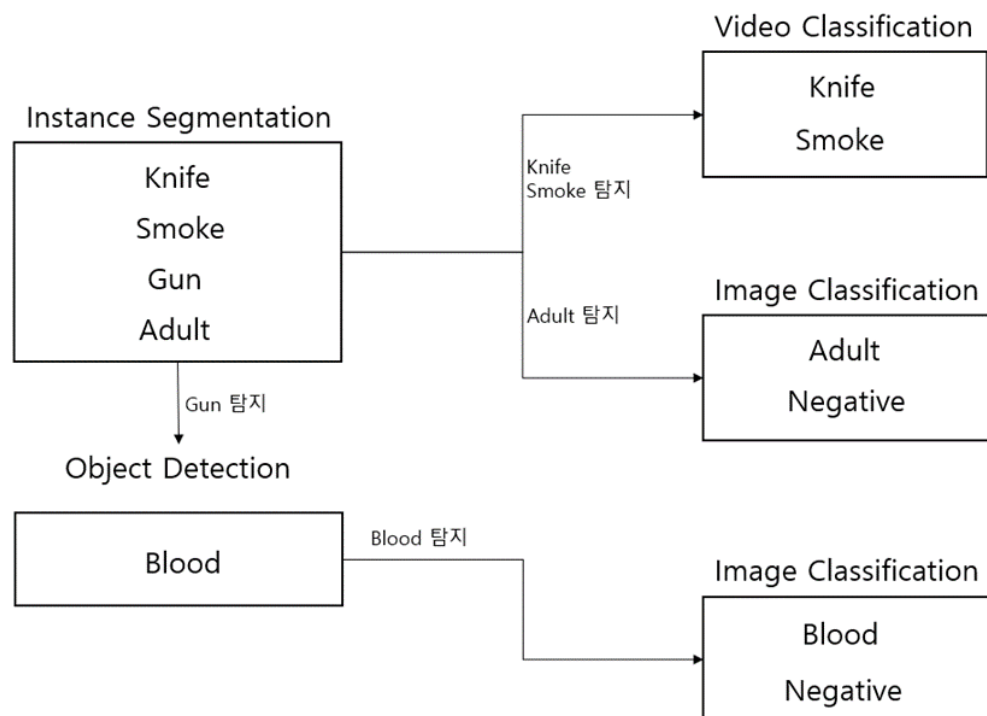 Video Classification
Knife
Smoke
Instance Segmentation
Knife
Smoke
Gun
Adult
Knife
Smoke 탐지
Adult 탐지
Image Classification
Adult
Negative
Gun 탐지
Object Detection
Blood
Blood 탐지
Image Classification
Blood
Negative